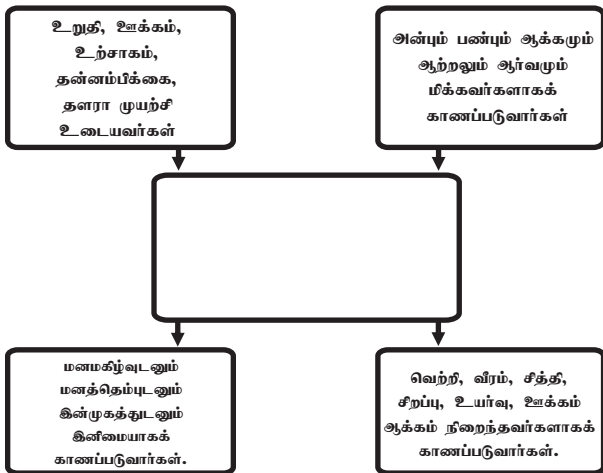 உறுதி, ஊக்கம்,
உற்சாகம்,
தன்னம்பிக்கை,
தளரா முயற்சி
உடையவர்கள்
அன்பும் பண்பும் ஆக்கமும்
ஆற்றலும் ஆர்வமும்
மிக்கவர்களாகக்
காணப்படுவார்கள்
மனமகிழ்வுடனும்
மனத்தெம்புடனும்
இன்முகத்துடனும்
இனிமையாகக்
காணப்படுவார்கள்.
வெற்றி, வீரம், சித்தி,
சிறப்பு, உயர்வு, ஊக்கம்
ஆக்கம் நிறைந்தவர்களாகக்
காணப்படுவார்கள்.